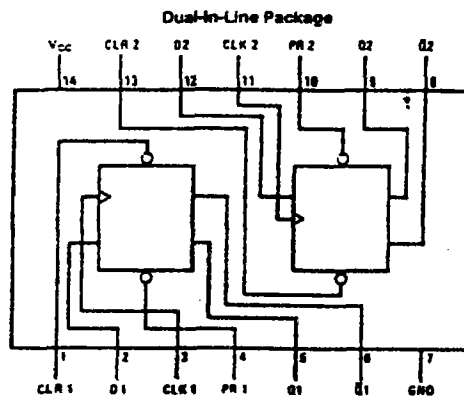 Dual-In-Line Package
VCC CLR 2 D2 CLK 2 PR 2 Q2 Q̅2
14 13 12 11 10 9 8
1 2 3 4 5 6 7
CLR 1 D1 CLK 1 PR 1 Q1 Q̅1 GND